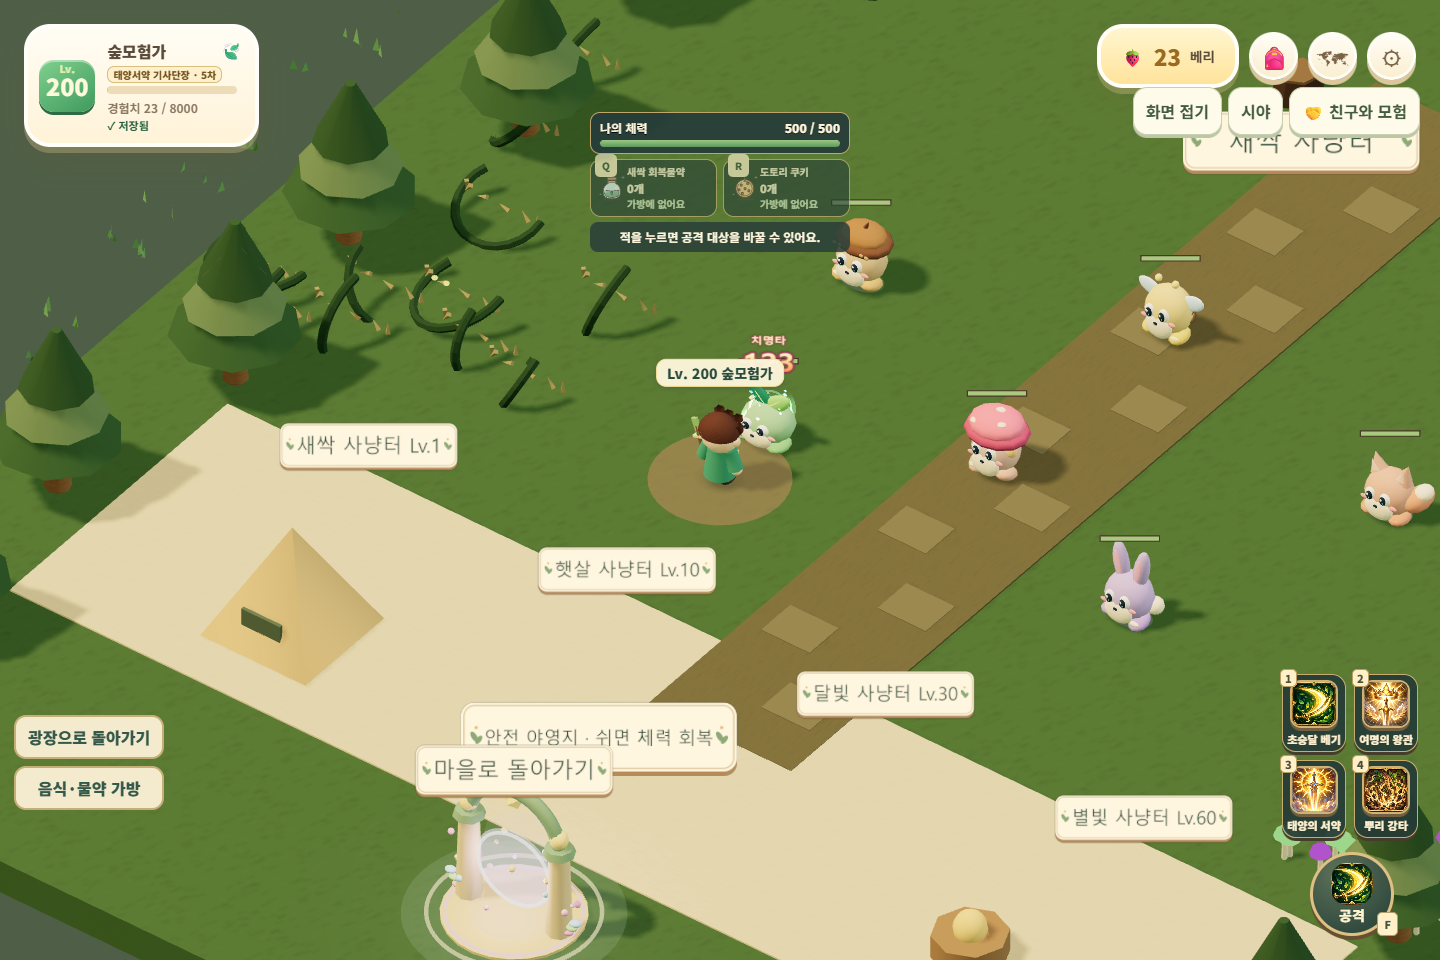 Lv.
200
숲모험가
태양서약 기사단장 · 5차
경험치 23 / 8000
✓ 저장됨
나의 체력
500 / 500
Q
새싹 회복물약
0개
가방에 없어요
R
도토리 쿠키
0개
가방에 없어요
적을 누르면 공격 대상을 바꿀 수 있어요.
23 베리
화면 접기
시야
친구와 모험
새싹 사냥터
치명타
123
Lv. 200 숲모험가
새싹 사냥터 Lv.1
햇살 사냥터 Lv.10
달빛 사냥터 Lv.30
안전 야영지 · 쉬면 체력 회복
마을로 돌아가기
별빛 사냥터 Lv.60
광장으로 돌아가기
음식·물약 가방
1
초승달 베기
2
여명의 왕관
3
태양의 서약
4
뿌리 강타
공격
F